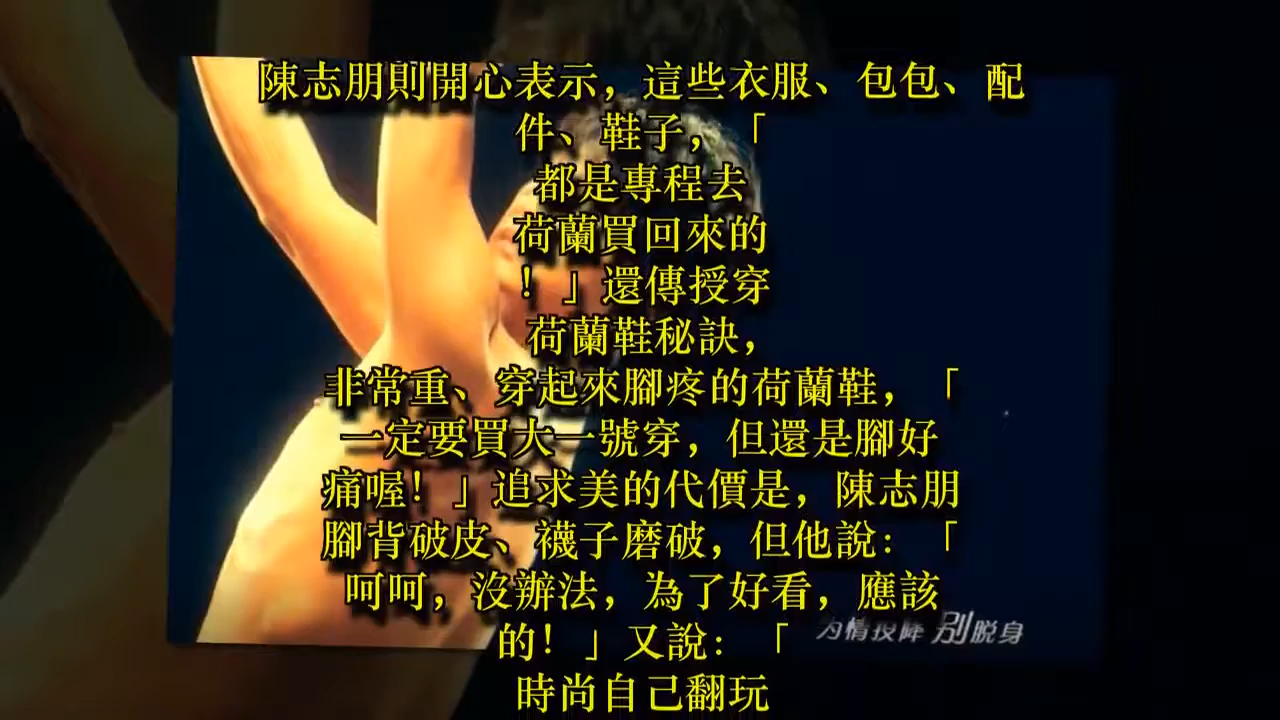 陳志朋則開心表示，這些衣服、包包、配
件、鞋子，「
都是專程去
荷蘭買回來的
！」還傳授穿
荷蘭鞋秘訣，
非常重、穿起來腳疼的荷蘭鞋，「
一定要買大一號穿，但還是腳好
痛喔！」追求美的代價是，陳志朋
腳背破皮、襪子磨破，但他說：「
呵呵，沒辦法，為了好看，應該
的！」又說：「
为情投降 别脱身
時尚自己翻玩